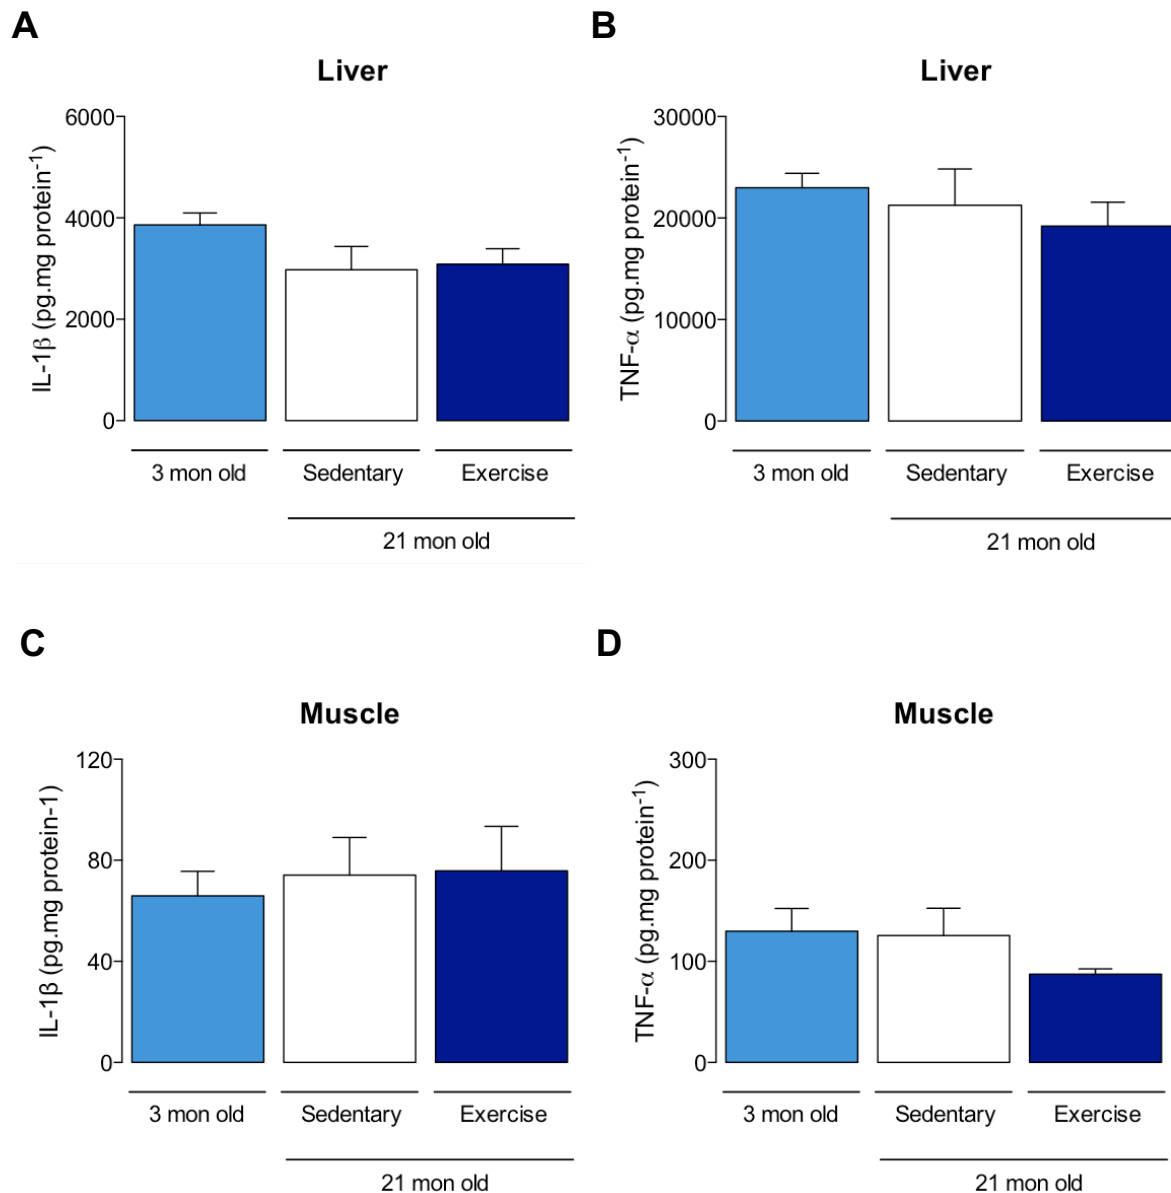 A
Liver
IL-1β (pg.mg protein⁻¹)
6000
4000
2000
0
3 mon old
Sedentary
Exercise
21 mon old
B
Liver
TNF-α (pg.mg protein⁻¹)
30000
20000
10000
0
3 mon old
Sedentary
Exercise
21 mon old
C
Muscle
IL-1β (pg.mg protein-1)
120
80
40
0
3 mon old
Sedentary
Exercise
21 mon old
D
Muscle
TNF-α (pg.mg protein⁻¹)
300
200
100
0
3 mon old
Sedentary
Exercise
21 mon old